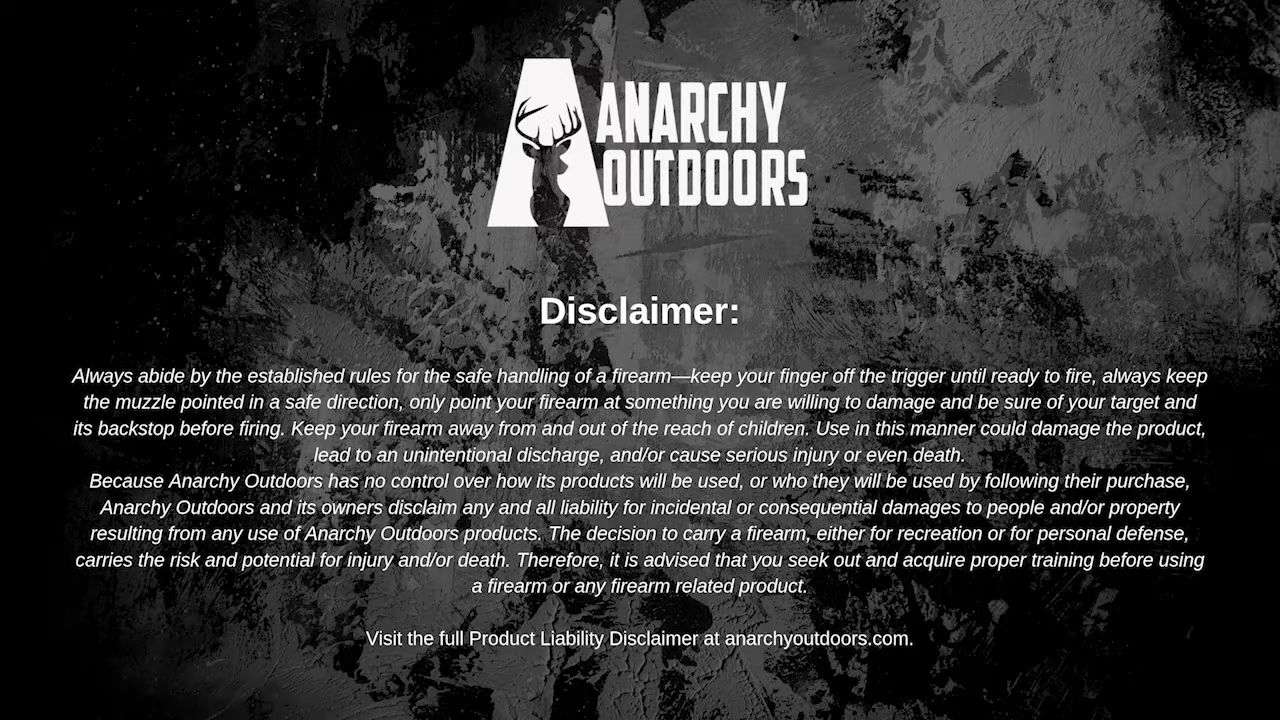 ANARCHY
OUTDOORS
Disclaimer:
Always abide by the established rules for the safe handling of a firearm—keep your finger off the trigger until ready to fire, always keep
the muzzle pointed in a safe direction, only point your firearm at something you are willing to damage and be sure of your target and
its backstop before firing. Keep your firearm away from and out of the reach of children. Use in this manner could damage the product,
lead to an unintentional discharge, and/or cause serious injury or even death.
Because Anarchy Outdoors has no control over how its products will be used, or who they will be used by following their purchase,
Anarchy Outdoors and its owners disclaim any and all liability for incidental or consequential damages to people and/or property
resulting from any use of Anarchy Outdoors products. The decision to carry a firearm, either for recreation or for personal defense,
carries the risk and potential for injury and/or death. Therefore, it is advised that you seek out and acquire proper training before using
a firearm or any firearm related product.
Visit the full Product Liability Disclaimer at anarchyoutdoors.com.